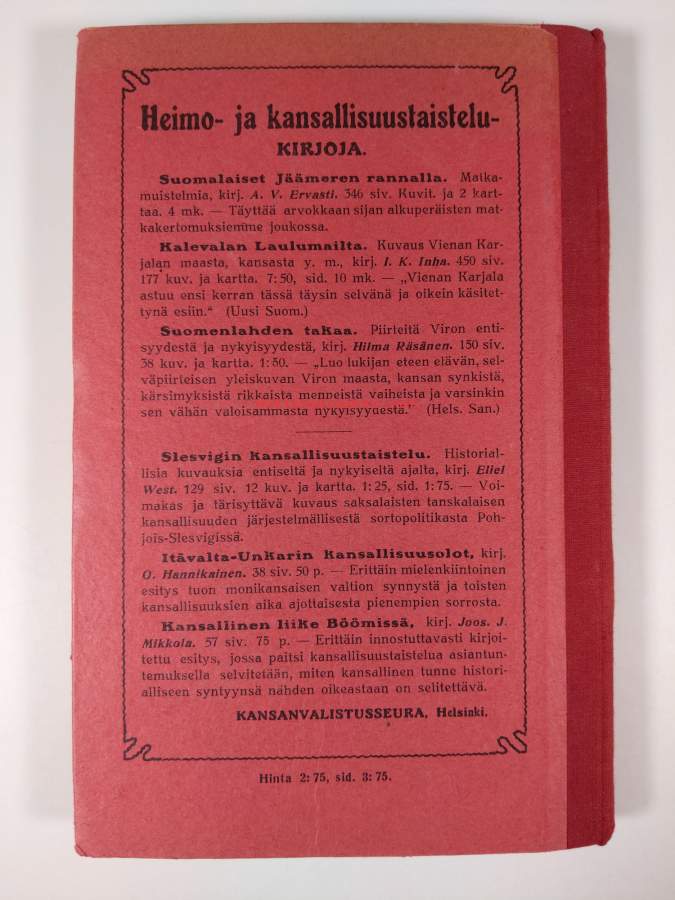 Heimo- ja kansallisuustaistelu-
KIRJOJA.
Suomalaiset Jäämeren rannalla. Matka-
muistelmia, kirj. A. V. Ervasti. 346 siv. Kuvit. ja 2 kart-
taa. 4 mk. — Täyttää arvokkaan sijan alkuperäisten mat-
kakertomuksiemme joukossa.
Kalevalan Laulumailta. Kuvaus Vienan Kar-
jalan maasta, kansasta y. m., kirj. I. K. Inha. 450 siv.
177 kuv. ja kartta. 7:50, sid. 10 mk. — „Vienan Karjala
astuu ensi kerran tässä täysin selvänä ja oikein käsitet-
tynä esiin.“ (Uusi Suom.)
Suomenlahden takaa. Piirteitä Viron enti-
syydestä ja nykyisyydestä, kirj. Hilma Räsänen. 150 siv.
38 kuv. ja kartta. 1:50. — „Luo lukijan eteen elävän, sel-
väpiirteisen yleiskuvan Viron maasta, kansan synkistä,
kärsimyksistä rikkaista menneistä vaiheista ja varsinkin
sen vähän valoisammasta nykyisyydestä.“ (Hels. San.)
Slesvigin kansallisuustaistelu. Historial-
lisia kuvauksia entiseltä ja nykyiseltä ajalta, kirj. Eliel
West. 129 siv. 12 kuv. ja kartta. 1:25, sid. 1:75. — Voi-
makas ja tärisyttävä kuvaus saksalaisten tanskalaisen
kansallisuuden järjestelmällisestä sortopolitikasta Poh-
jois-Slesvigissä.
Itävalta-Unkarin kansallisuusolot, kirj.
O. Hannikainen. 38 siv. 50 p. — Erittäin mielenkiintoinen
esitys tuon monikansaisen valtion synnystä ja toisten
kansallisuuksien aika ajottaisesta pienempien sorrosta.
Kansallinen liike Böömissä, kirj. Joos. J.
Mikkola. 57 siv. 75 p. — Erittäin innostuttavasti kirjoi-
tettu esitys, jossa paitsi kansallisuustaistelua asiantun-
temuksella selvitetään, miten kansallinen tunne histori-
alliseen syntyynsä nähden oikeastaan on selitettävä.
KANSANVALISTUSSEURA, Helsinki.
Hinta 2:75, sid. 3:75.